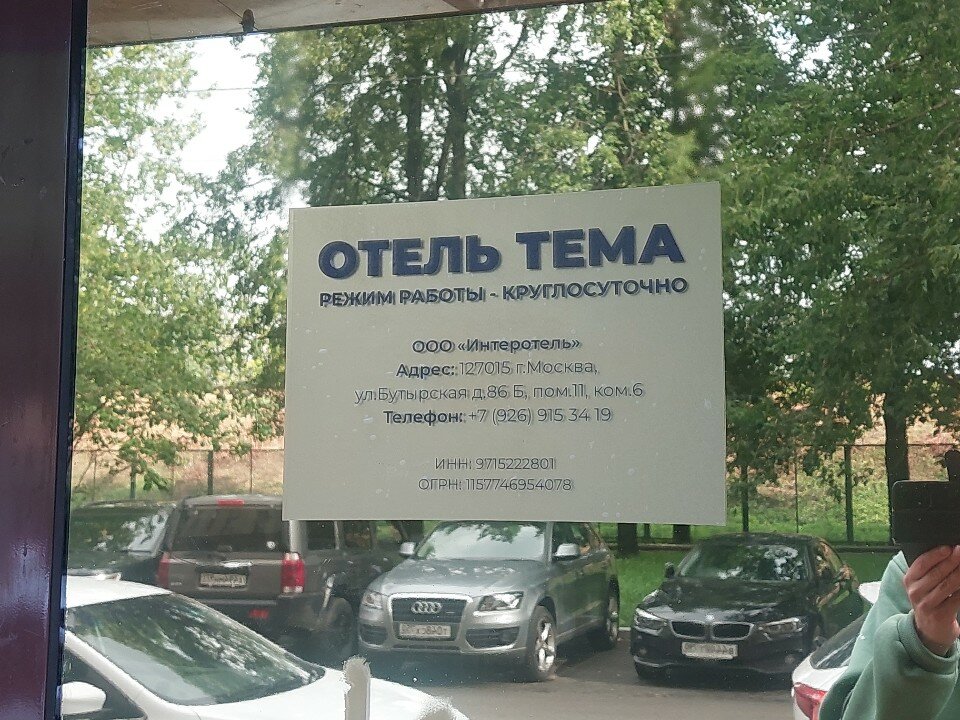 ОТЕЛЬ ТЕМА
РЕЖИМ РАБОТЫ - КРУГЛОСУТОЧНО
ООО «Интеротель»
Адрес: 127015 г.Москва,
ул.Бутырская д.86 Б, пом.111, ком.6
Телефон: +7 (926) 915 34 19
ИНН: 9715222801
ОГРН: 1157746954078